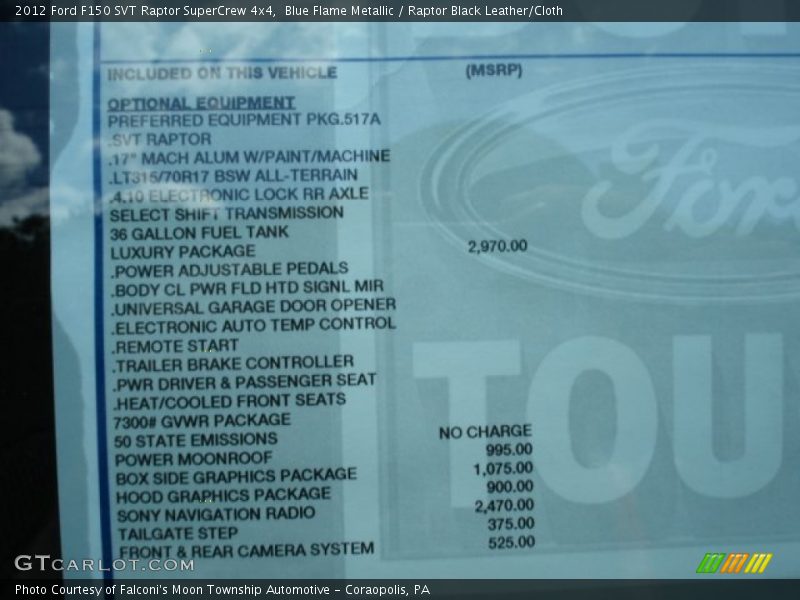 2012 Ford F150 SVT Raptor SuperCrew 4x4, Blue Flame Metallic / Raptor Black Leather/Cloth
INCLUDED ON THIS VEHICLE (MSRP)
OPTIONAL EQUIPMENT
PREFERRED EQUIPMENT PKG.517A
.SVT RAPTOR
.17" MACH ALUM W/PAINT/MACHINE
.LT315/70R17 BSW ALL-TERRAIN
.4.10 ELECTRONIC LOCK RR AXLE
SELECT SHIFT TRANSMISSION
36 GALLON FUEL TANK
LUXURY PACKAGE 2,970.00
.POWER ADJUSTABLE PEDALS
.BODY CL PWR FLD HTD SIGNL MIR
.UNIVERSAL GARAGE DOOR OPENER
.ELECTRONIC AUTO TEMP CONTROL
.REMOTE START
.TRAILER BRAKE CONTROLLER
.PWR DRIVER & PASSENGER SEAT
.HEAT/COOLED FRONT SEATS
7300# GVWR PACKAGE
50 STATE EMISSIONS NO CHARGE
POWER MOONROOF 995.00
BOX SIDE GRAPHICS PACKAGE 1,075.00
HOOD GRAPHICS PACKAGE 900.00
SONY NAVIGATION RADIO 2,470.00
TAILGATE STEP 375.00
FRONT & REAR CAMERA SYSTEM 525.00
Ford
TOU
GTCARLOT.COM
Photo Courtesy of Falconi's Moon Township Automotive - Coraopolis, PA